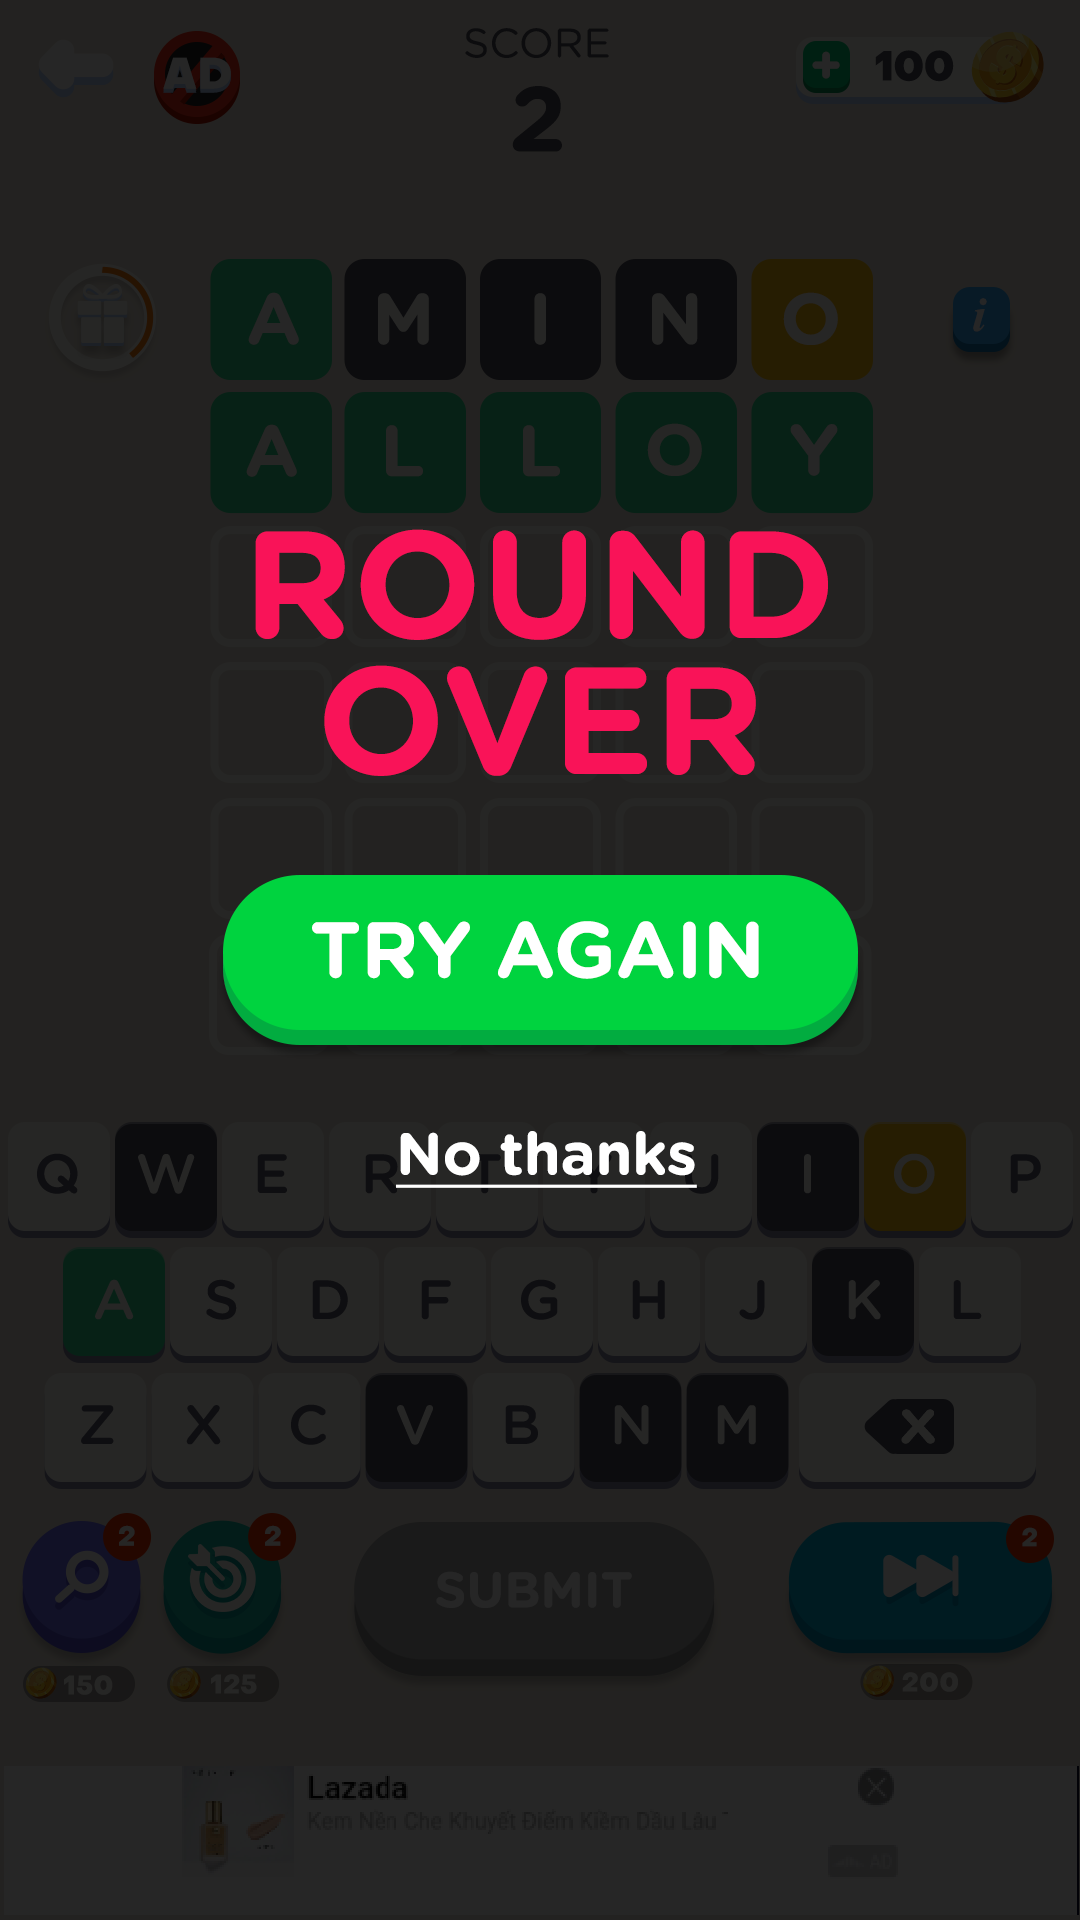 SCORE
2
AD
100
A M I N O
i
A L L O Y
ROUND
OVER
TRY AGAIN
No thanks
Q W E R T Y U I O P
A S D F G H J K L
Z X C V B N M X
2
2
SUBMIT
2
150
125
200
Lazada
Kem Nền Che Khuyết Điểm Kiềm Dầu Lâu